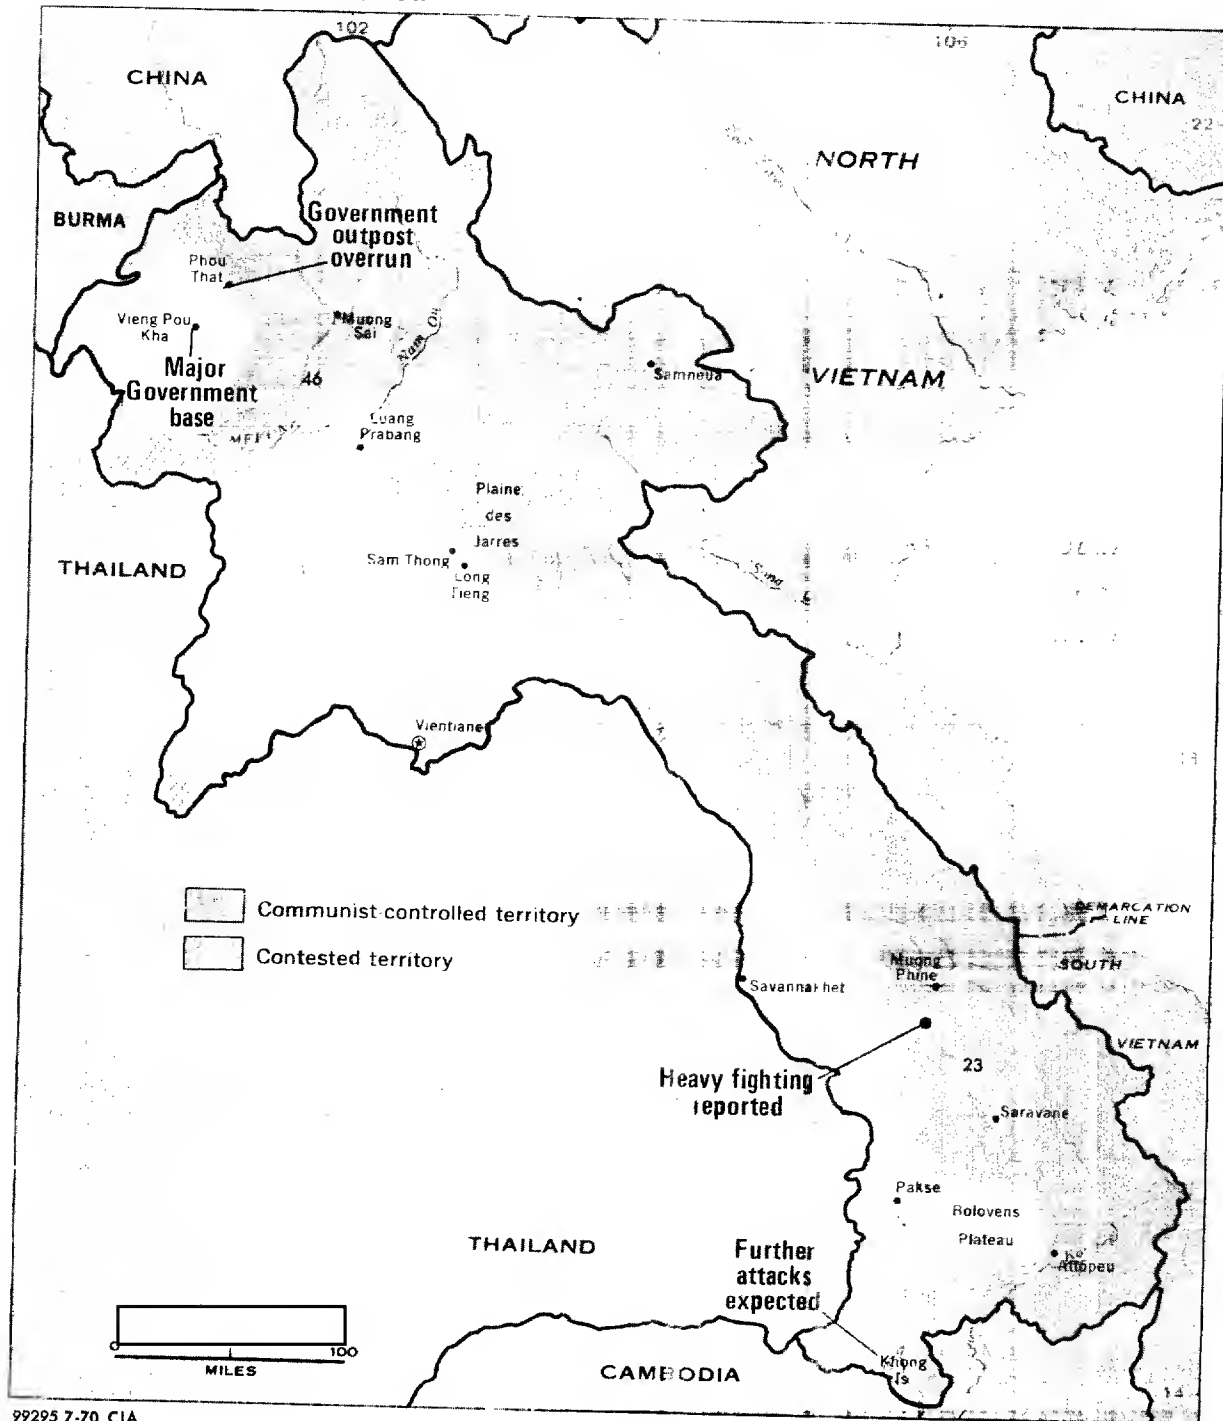 102
106
CHINA
CHINA
22
NORTH
BURMA
Government
outpost
overrun
Phou
That
Vieng Pou
Kha
Muong
Sai
Nam Ou
Major
Government
base
46
Samneua
VIETNAM
Luang
Prabang
Plaine
des
Jarres
THAILAND
Sam Thong
Long
Tieng
Song
Vientiane
Communist-controlled territory
Contested territory
DEMARCATION
LINE
Muong
Phine
SOUTH
Savannakhet
VIETNAM
Heavy fighting
reported
23
Saravane
Pakse
Bolovens
Plateau
THAILAND
Further
attacks
expected
Attopeu
0
100
MILES
Khong
Is
CAMBODIA
14
99295 7-70 CIA